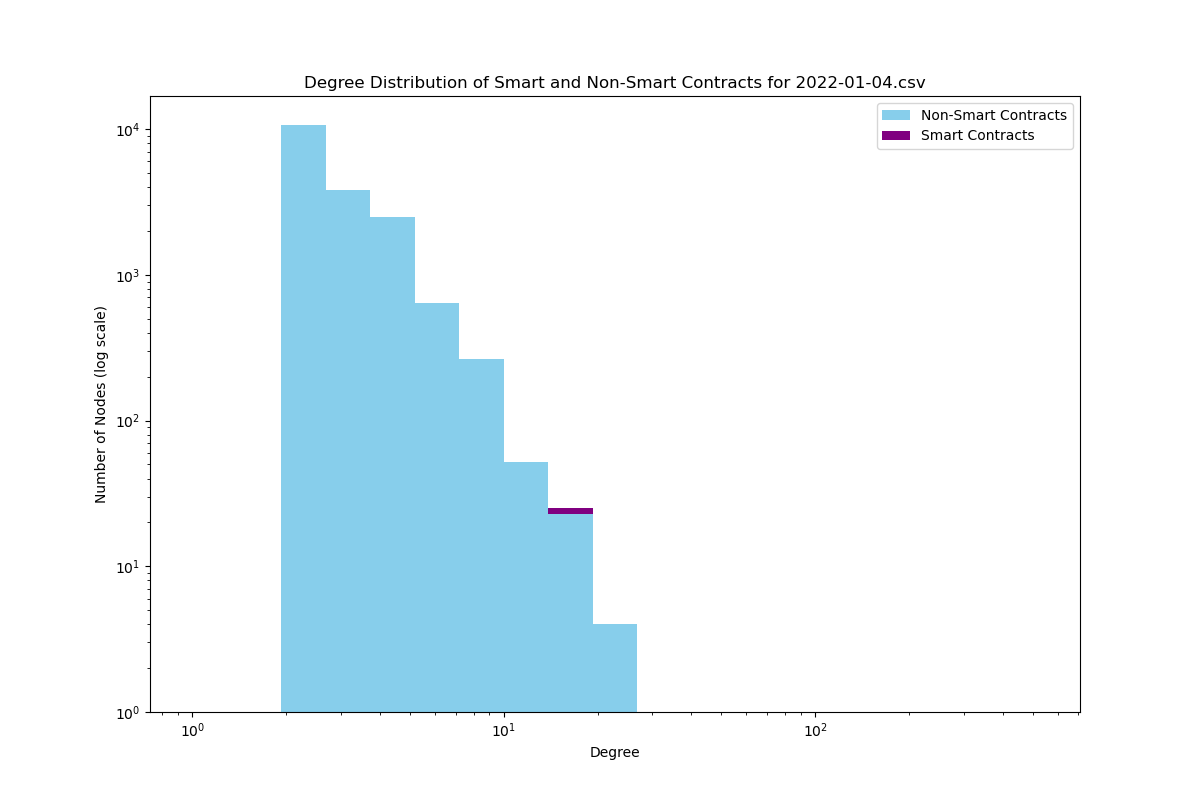 Degree Distribution of Smart and Non-Smart Contracts for 2022-01-04.csv
Non-Smart Contracts
Smart Contracts
10⁴
10³
10²
10¹
10⁰
Number of Nodes (log scale)
10⁰ 10¹ 10²
Degree